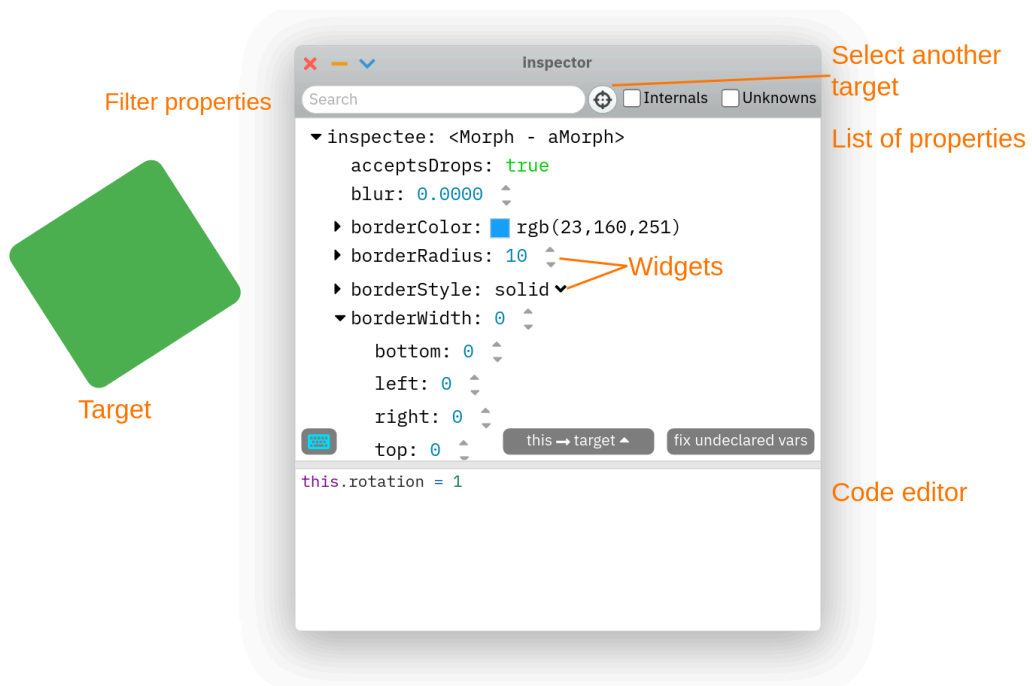 inspector
Select another
target
Filter properties
Search
Internals
Unknowns
List of properties
inspectee: <Morph - aMorph>
acceptsDrops: true
blur: 0.0000
borderColor: rgb(23,160,251)
borderRadius: 10
Widgets
borderStyle: solid
borderWidth: 0
bottom: 0
left: 0
right: 0
top: 0
Target
this → target
fix undeclared vars
this.rotation = 1
Code editor